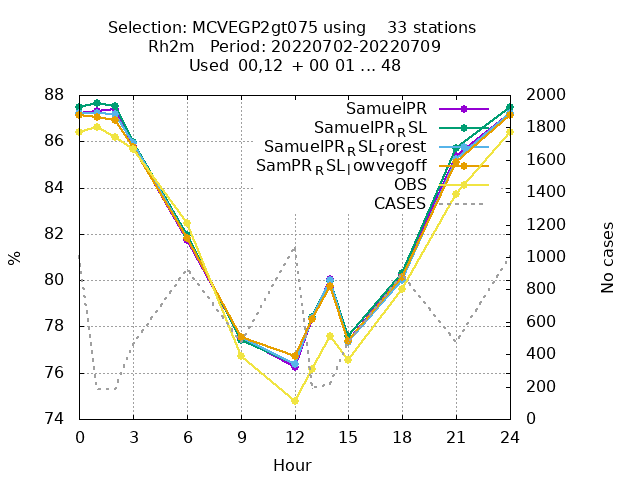 Selection: MCVEGP2gt075 using    33 stations
Rh2m   Period: 20220702-20220709
Used  00,12  + 00 01 ... 48
88
86
84
82
80
78
76
74
%
2000
1800
1600
1400
1200
1000
800
600
400
200
0
No cases
SamuelPR
SamuelPR_RSL
SamuelPR_RSL_forest
SamPR_RSL_lowvegoff
OBS
CASES
0 3 6 9 12 15 18 21 24
Hour